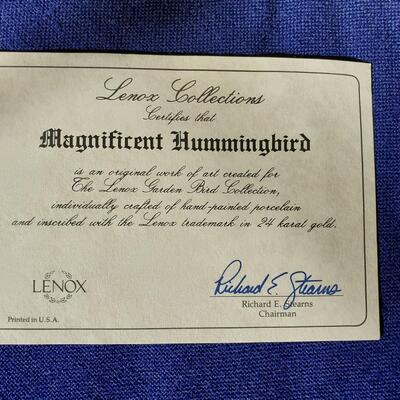 Lenox Collections
Certifies that
Magnificent Hummingbird
is an original work of art created for
The Lenox Garden Bird Collection,
individually crafted of hand-painted porcelain
and inscribed with the Lenox trademark in 24 karat gold.
LENOX
Richard E. Stearns
Richard E. Stearns
Chairman
Printed in U.S.A.